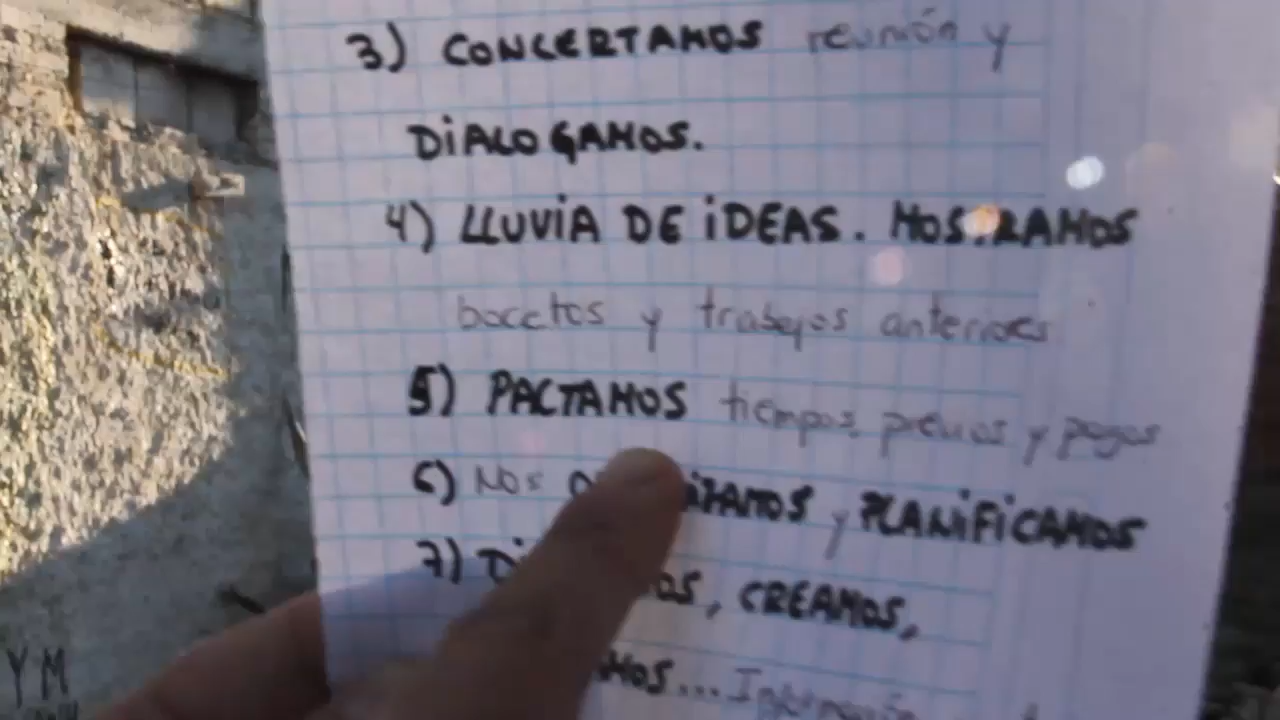 3) CONCERTAMOS reunión y
DiALOGAMOS.
4) LLUViA DE iDEAS. MOSTRAMOS
bocetos y trabajos anteriores
5) PACTAMOS tiempos, precios y pagos
6) Nos y PLANiFiCAMOS
7) CREAMOS,
YM